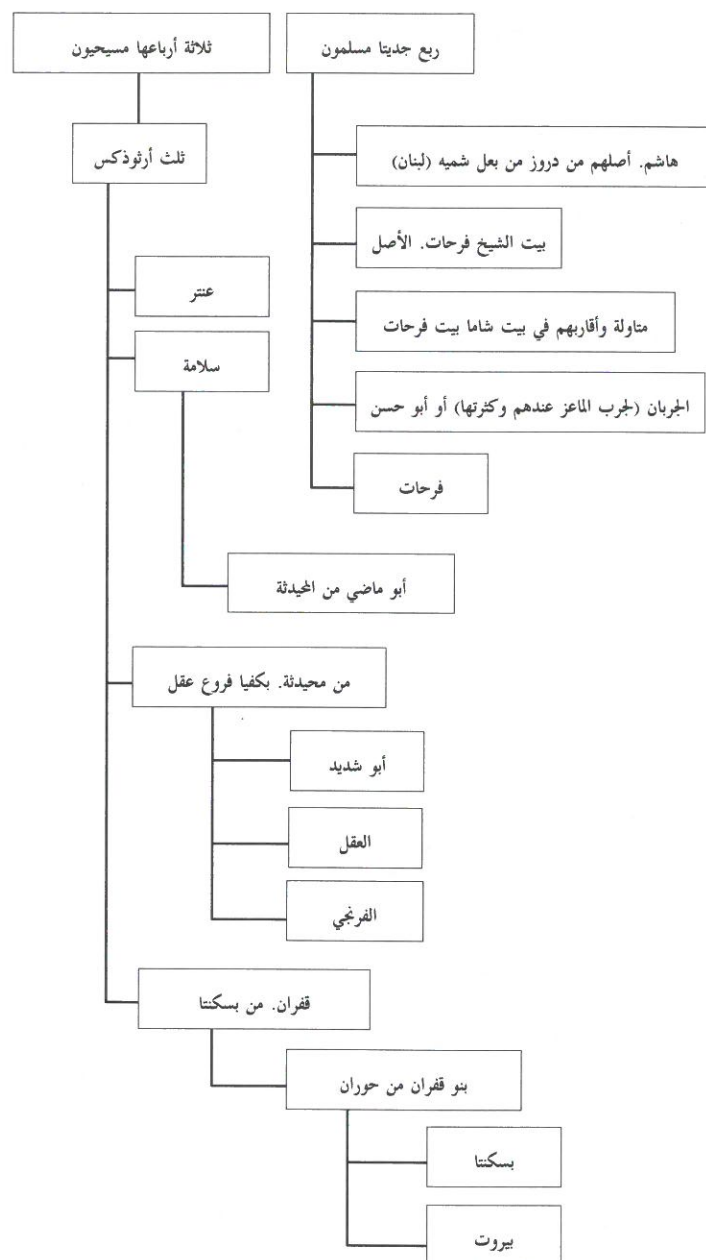 ربع جديتا مسلمون
هاشم. أصلهم من دروز من بعل شميه (لبنان)
بيت الشيخ فرحات. الأصل
متاولة وأقاربهم في بيت شاما بيت فرحات
الجربان (لجرب الماعز عندهم وكثرتها) أو أبو حسن
فرحات
ثلاثة أرباعها مسيحيون
ثلث أرثوذكس
عنتر
سلامة
أبو ماضي من المحيدثة
من محيدثة. بكفيا فروع عقل
أبو شديد
العقل
الفرنجي
قفران. من بسكنتا
بنو قفران من حوران
بسكنتا
بيروت